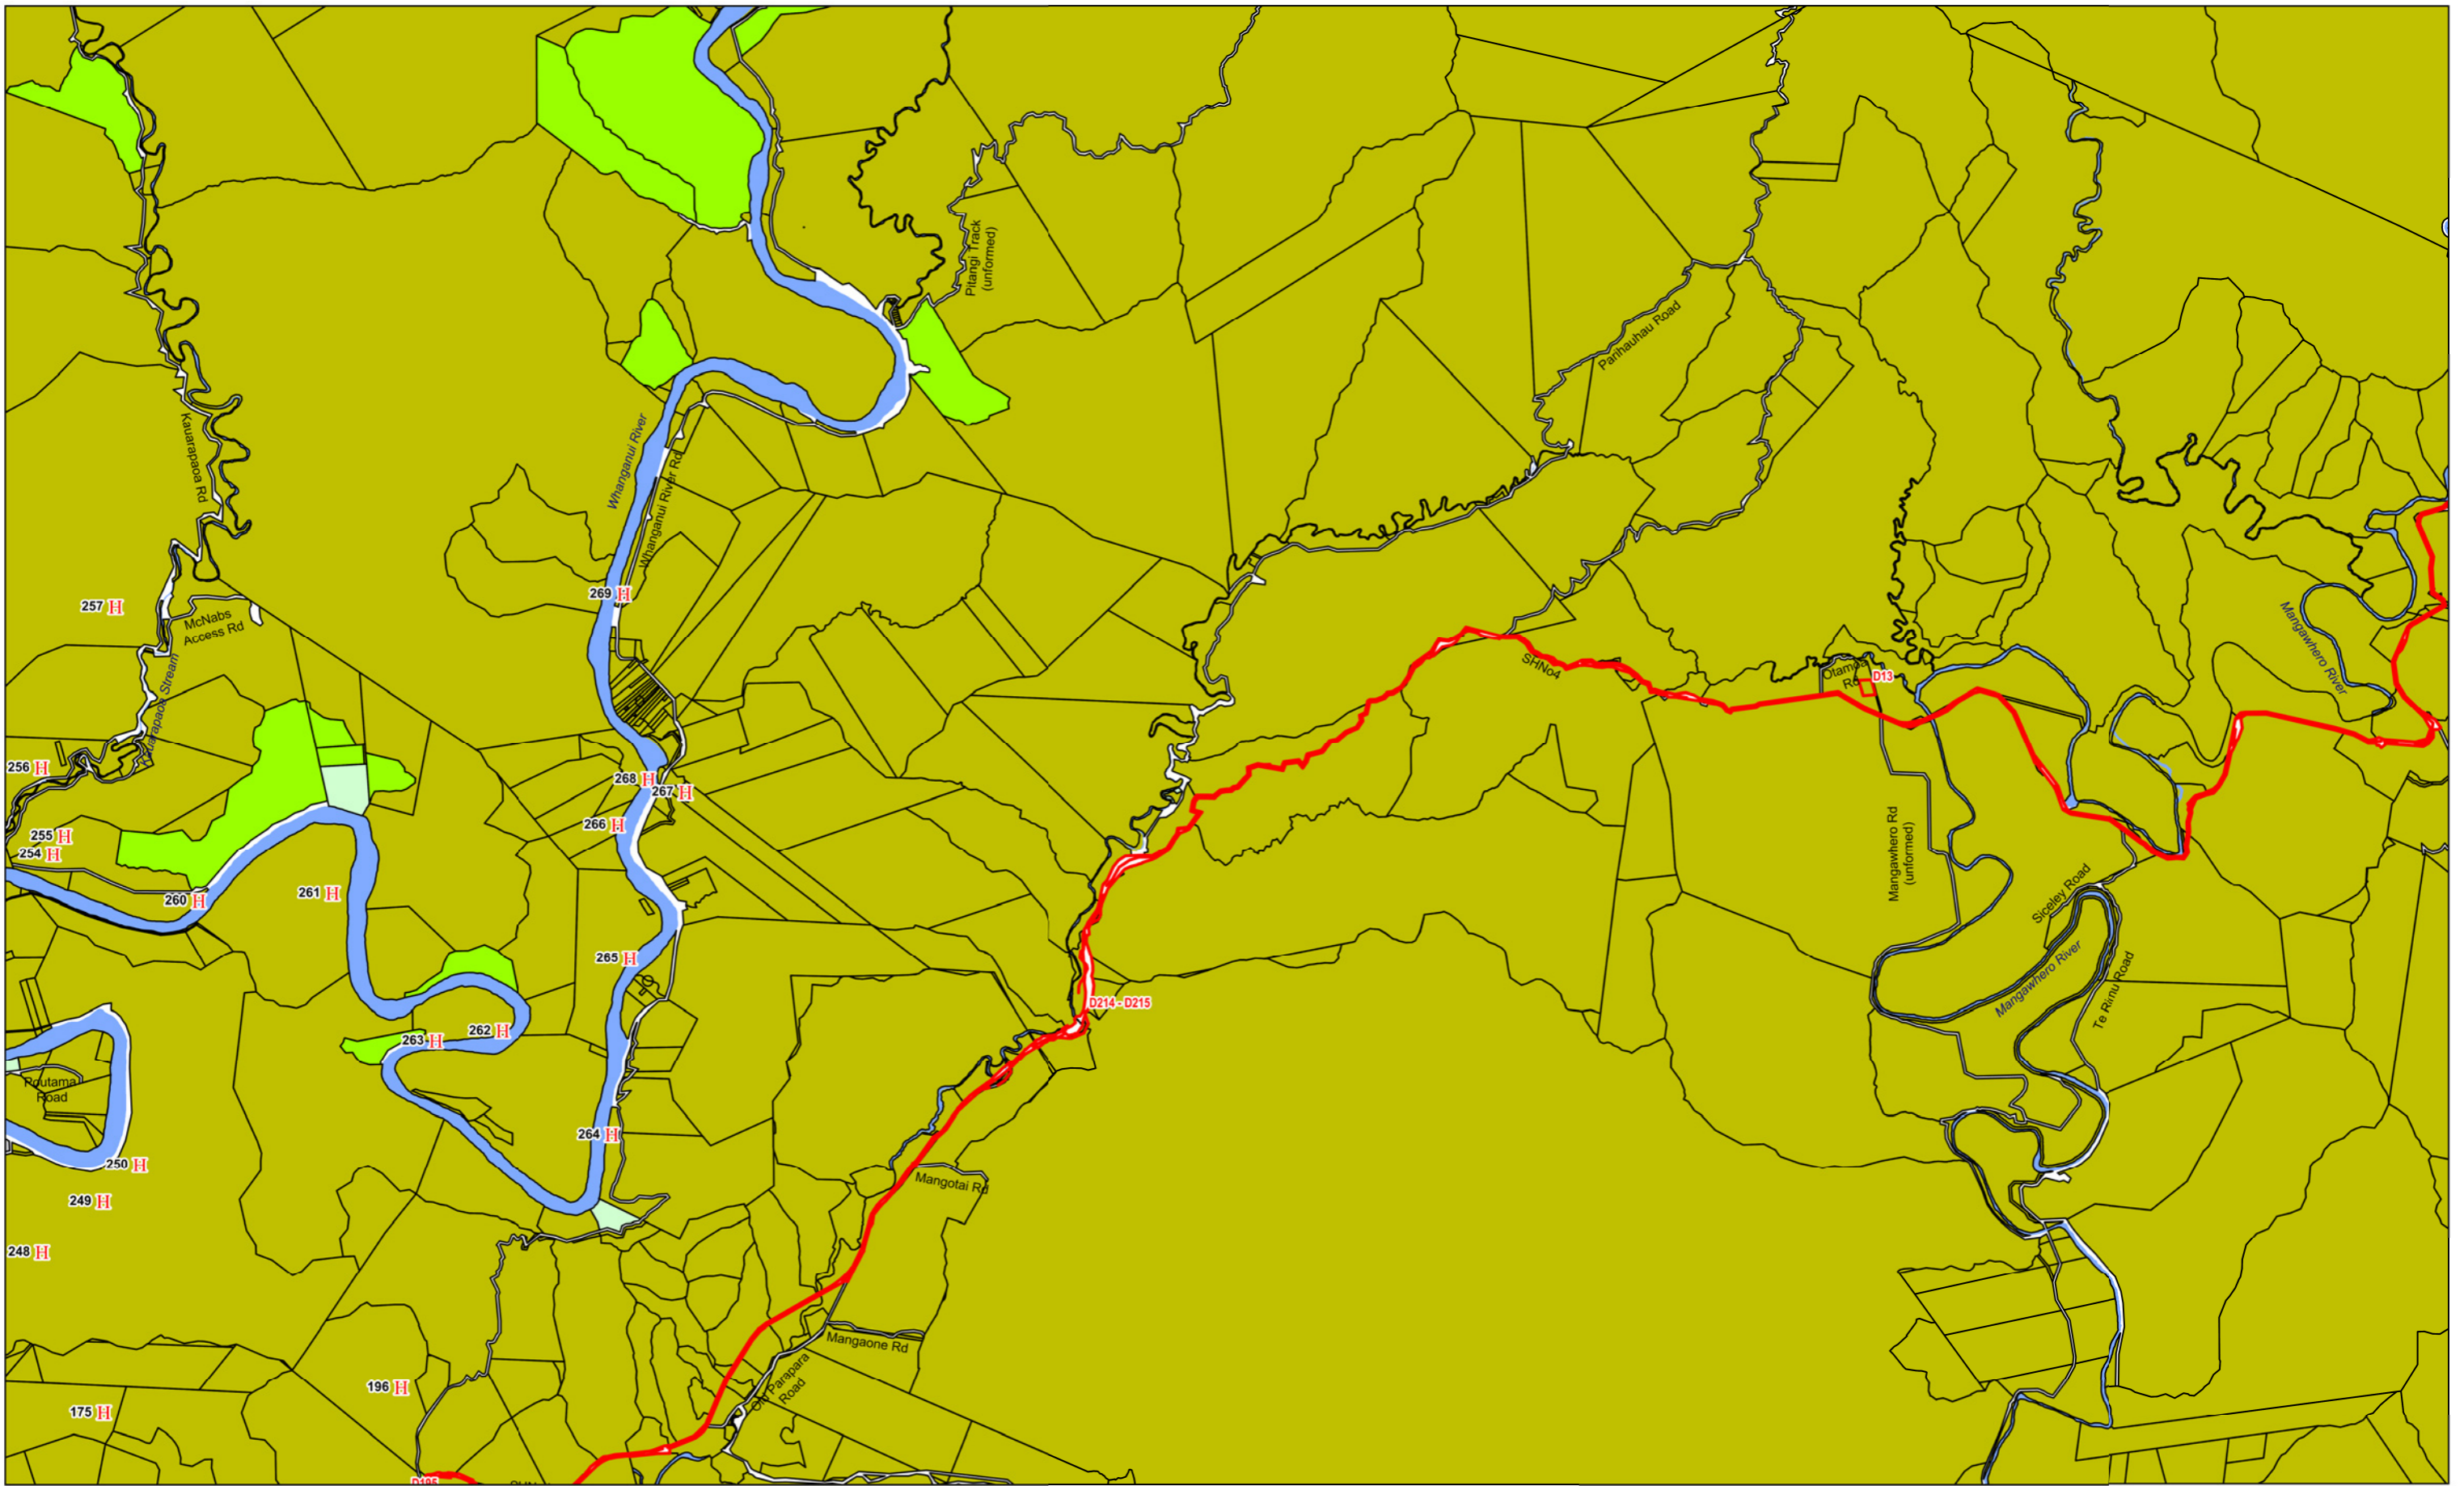 Pitangi Track
(unformed)
Parihauhau Road
Kauarapaoa Rd
Whanganui River
Whanganui River Rd
269 H
257 H
McNabs
Access Rd
Mangawhero River
SHNo4
Otamoa
Rd
D13
Kauarapaoa Stream
256 H
268 H
267 H
266 H
255 H
254 H
Mangawhero Rd
(unformed)
260 H
261 H
Siceley Road
265 H
Mangawhero River
Te Rimu Road
D214 - D215
262 H
263 H
Poutama
Road
264 H
250 H
Mangotai Rd
249 H
248 H
Mangaone Rd
Old Parapara
Road
196 H
175 H
D195